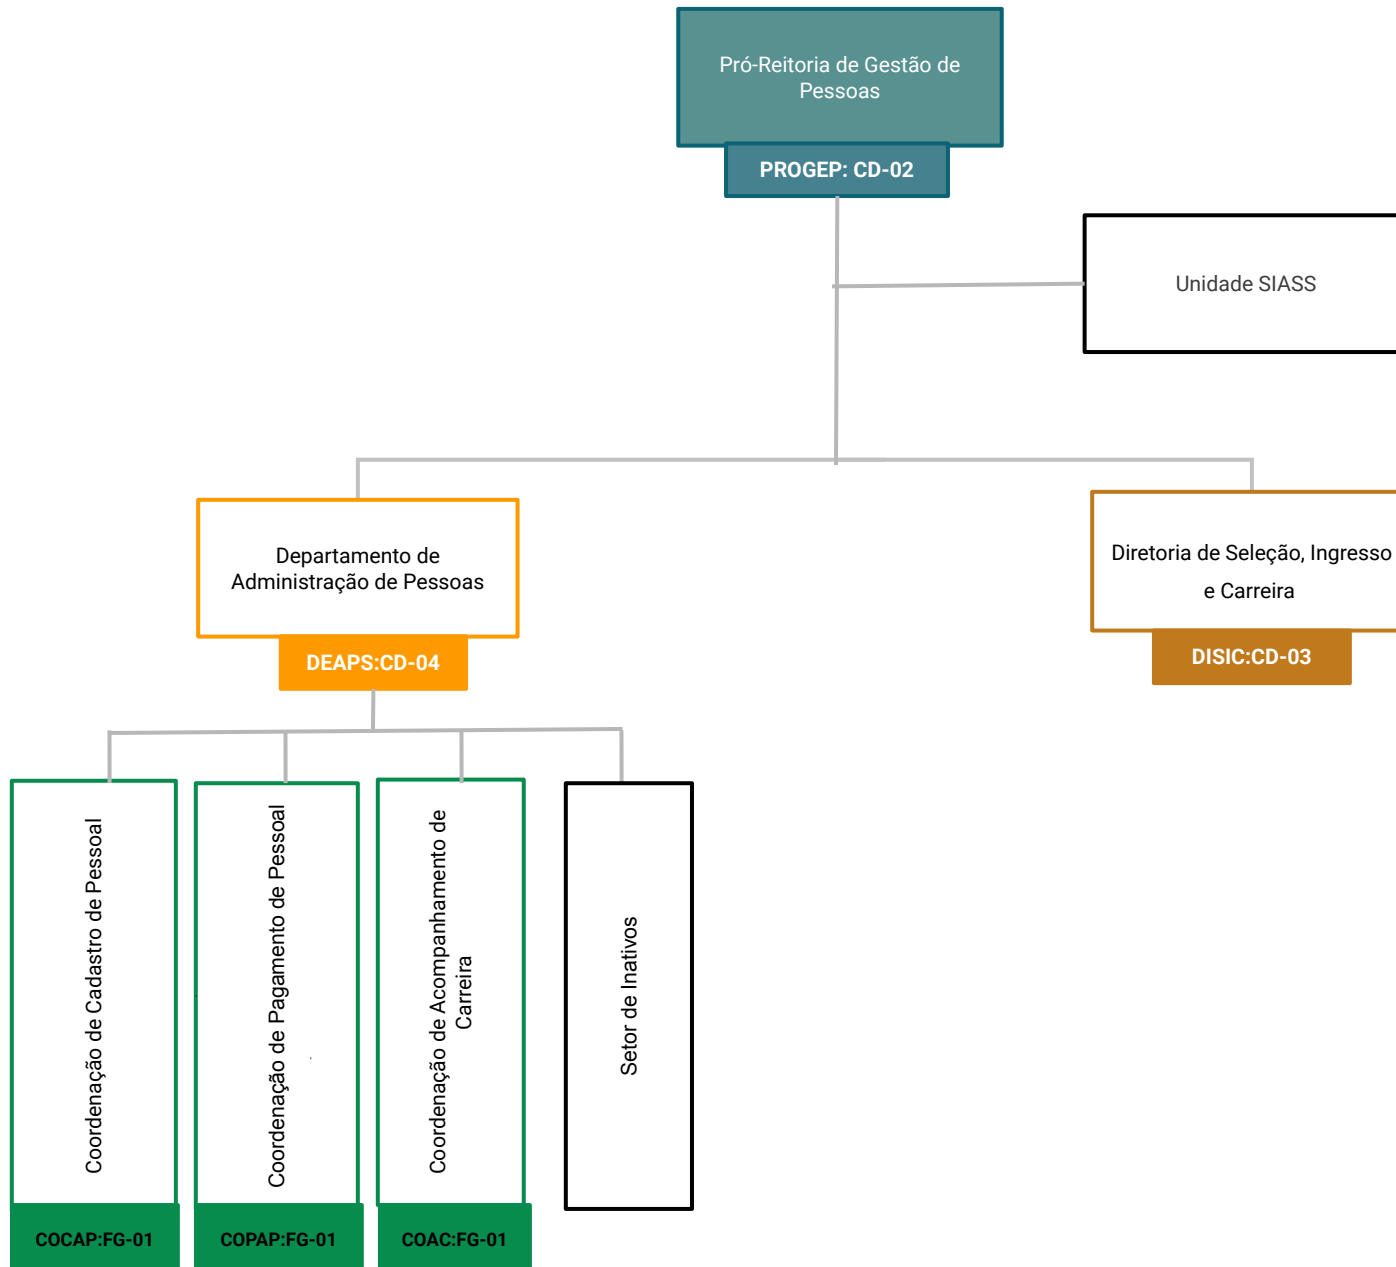 Pró-Reitoria de Gestão de
Pessoas
PROGEP: CD-02
Unidade SIASS
Departamento de
Administração de Pessoas
DEAPS:CD-04
Diretoria de Seleção, Ingresso
e Carreira
DISIC:CD-03
Coordenação de Cadastro de Pessoal
COCAP:FG-01
Coordenação de Pagamento de Pessoal
COPAP:FG-01
Coordenação de Acompanhamento de
Carreira
COAC:FG-01
Setor de Inativos